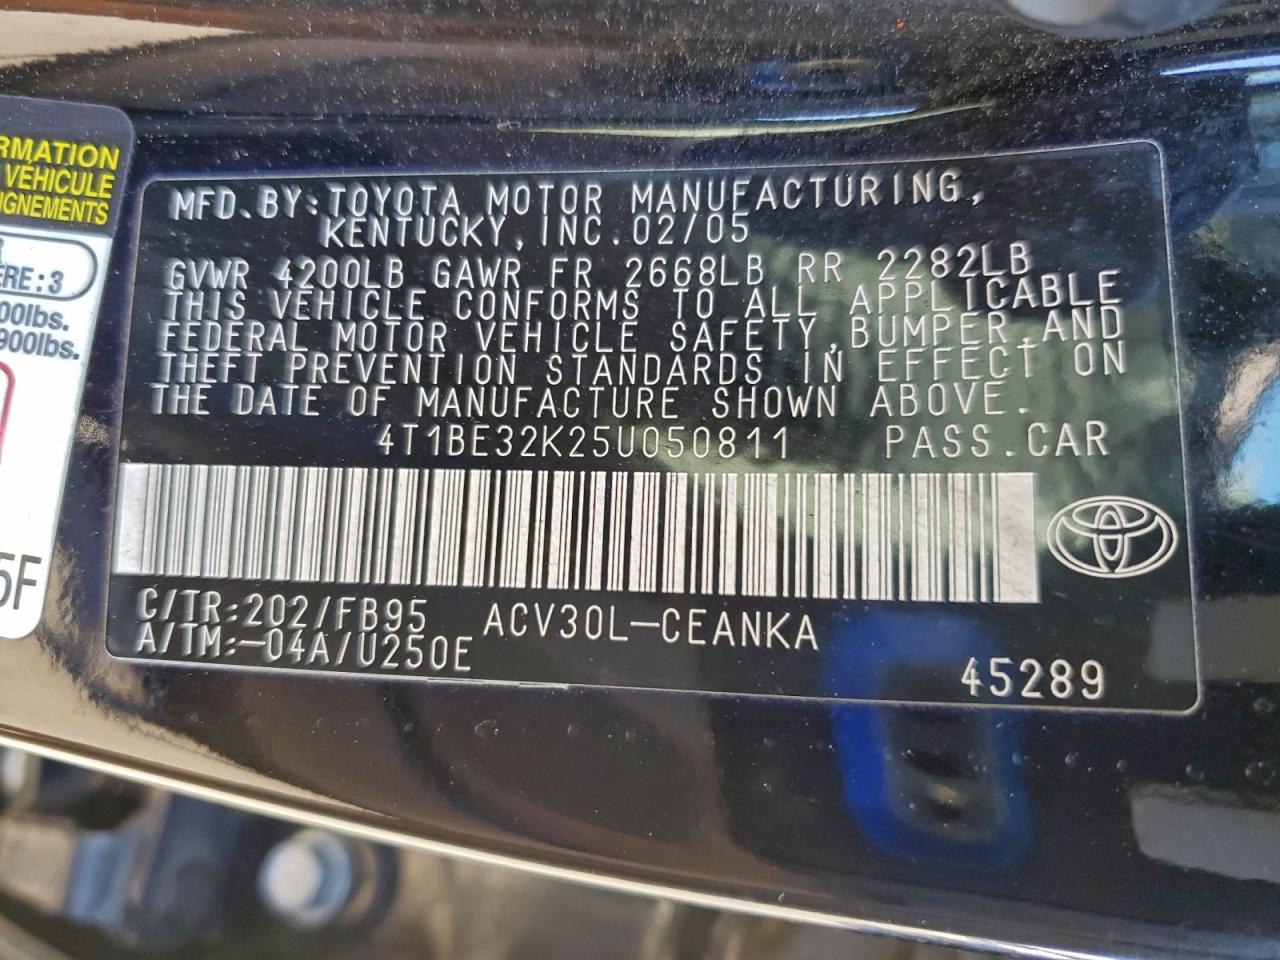 RMATION
VEHICULE
IGNEMENTS
ERE:3
00lbs.
900lbs.
5F
MFD.BY:TOYOTA MOTOR MANUFACTURING,
KENTUCKY,INC.02/05
GVWR 4200LB GAWR FR 2668LB RR 2282LB
THIS VEHICLE CONFORMS TO ALL APPLICABLE
FEDERAL MOTOR VEHICLE SAFETY,BUMPER,AND
THEFT PREVENTION STANDARDS IN EFFECT ON
THE DATE OF MANUFACTURE SHOWN ABOVE.
4T1BE32K25U050811 PASS.CAR
C/TR:202/FB95 ACV30L-CEANKA
A/TM:-04A/U250E
45289